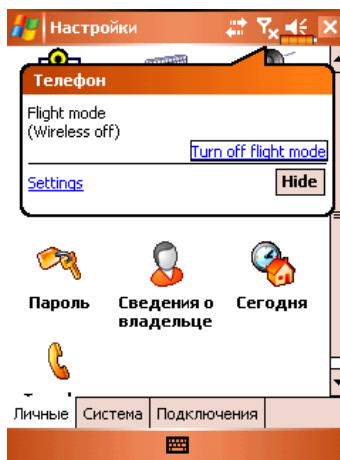 Настройки
Телефон
Flight mode
(Wireless off)
Turn off flight mode
Settings
Hide
Пароль
Сведения о
владельце
Сегодня
Личные
Система
Подключения